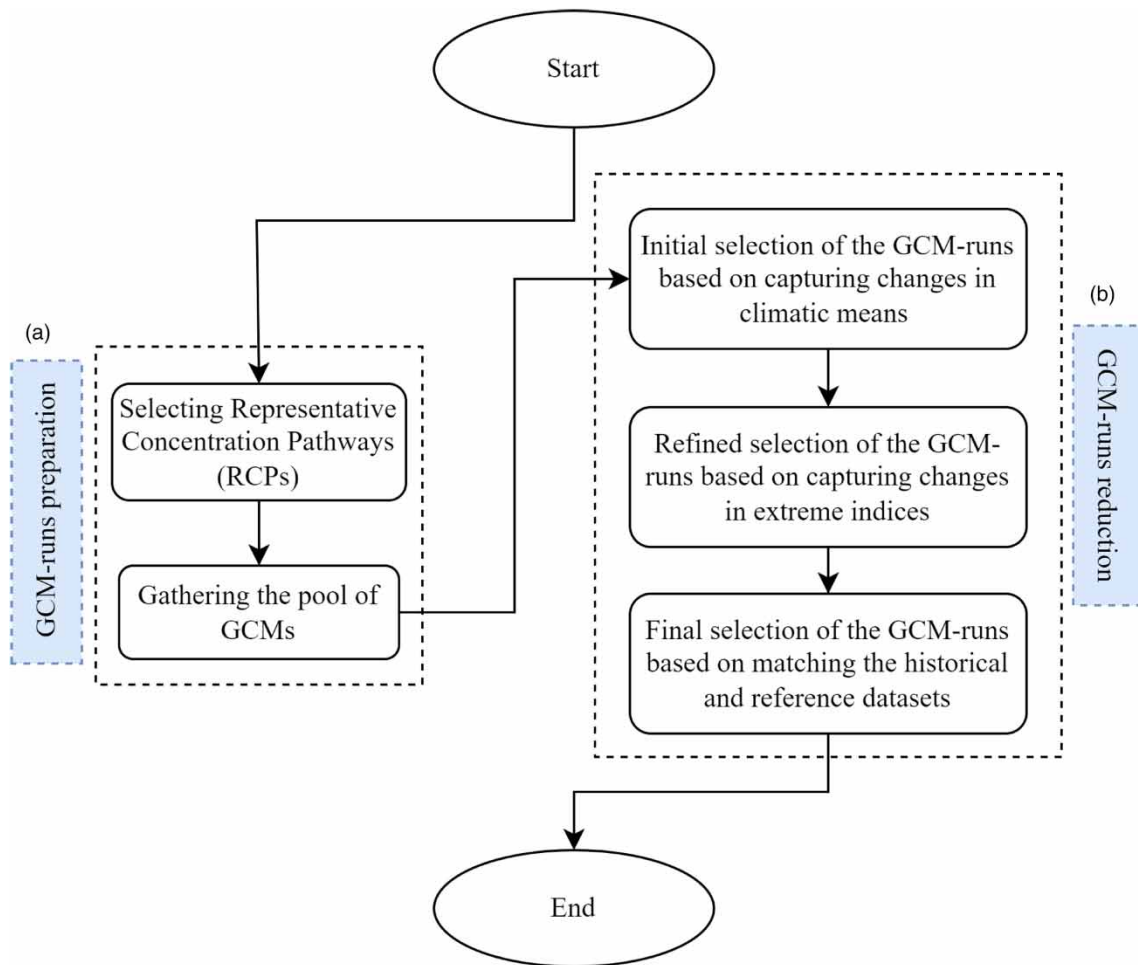 Start
(a)
GCM-runs preparation
Selecting Representative
Concentration Pathways
(RCPs)
Gathering the pool of
GCMs
(b)
GCM-runs reduction
Initial selection of the GCM-runs
based on capturing changes in
climatic means
Refined selection of the GCM-
runs based on capturing changes
in extreme indices
Final selection of the GCM-runs
based on matching the historical
and reference datasets
End